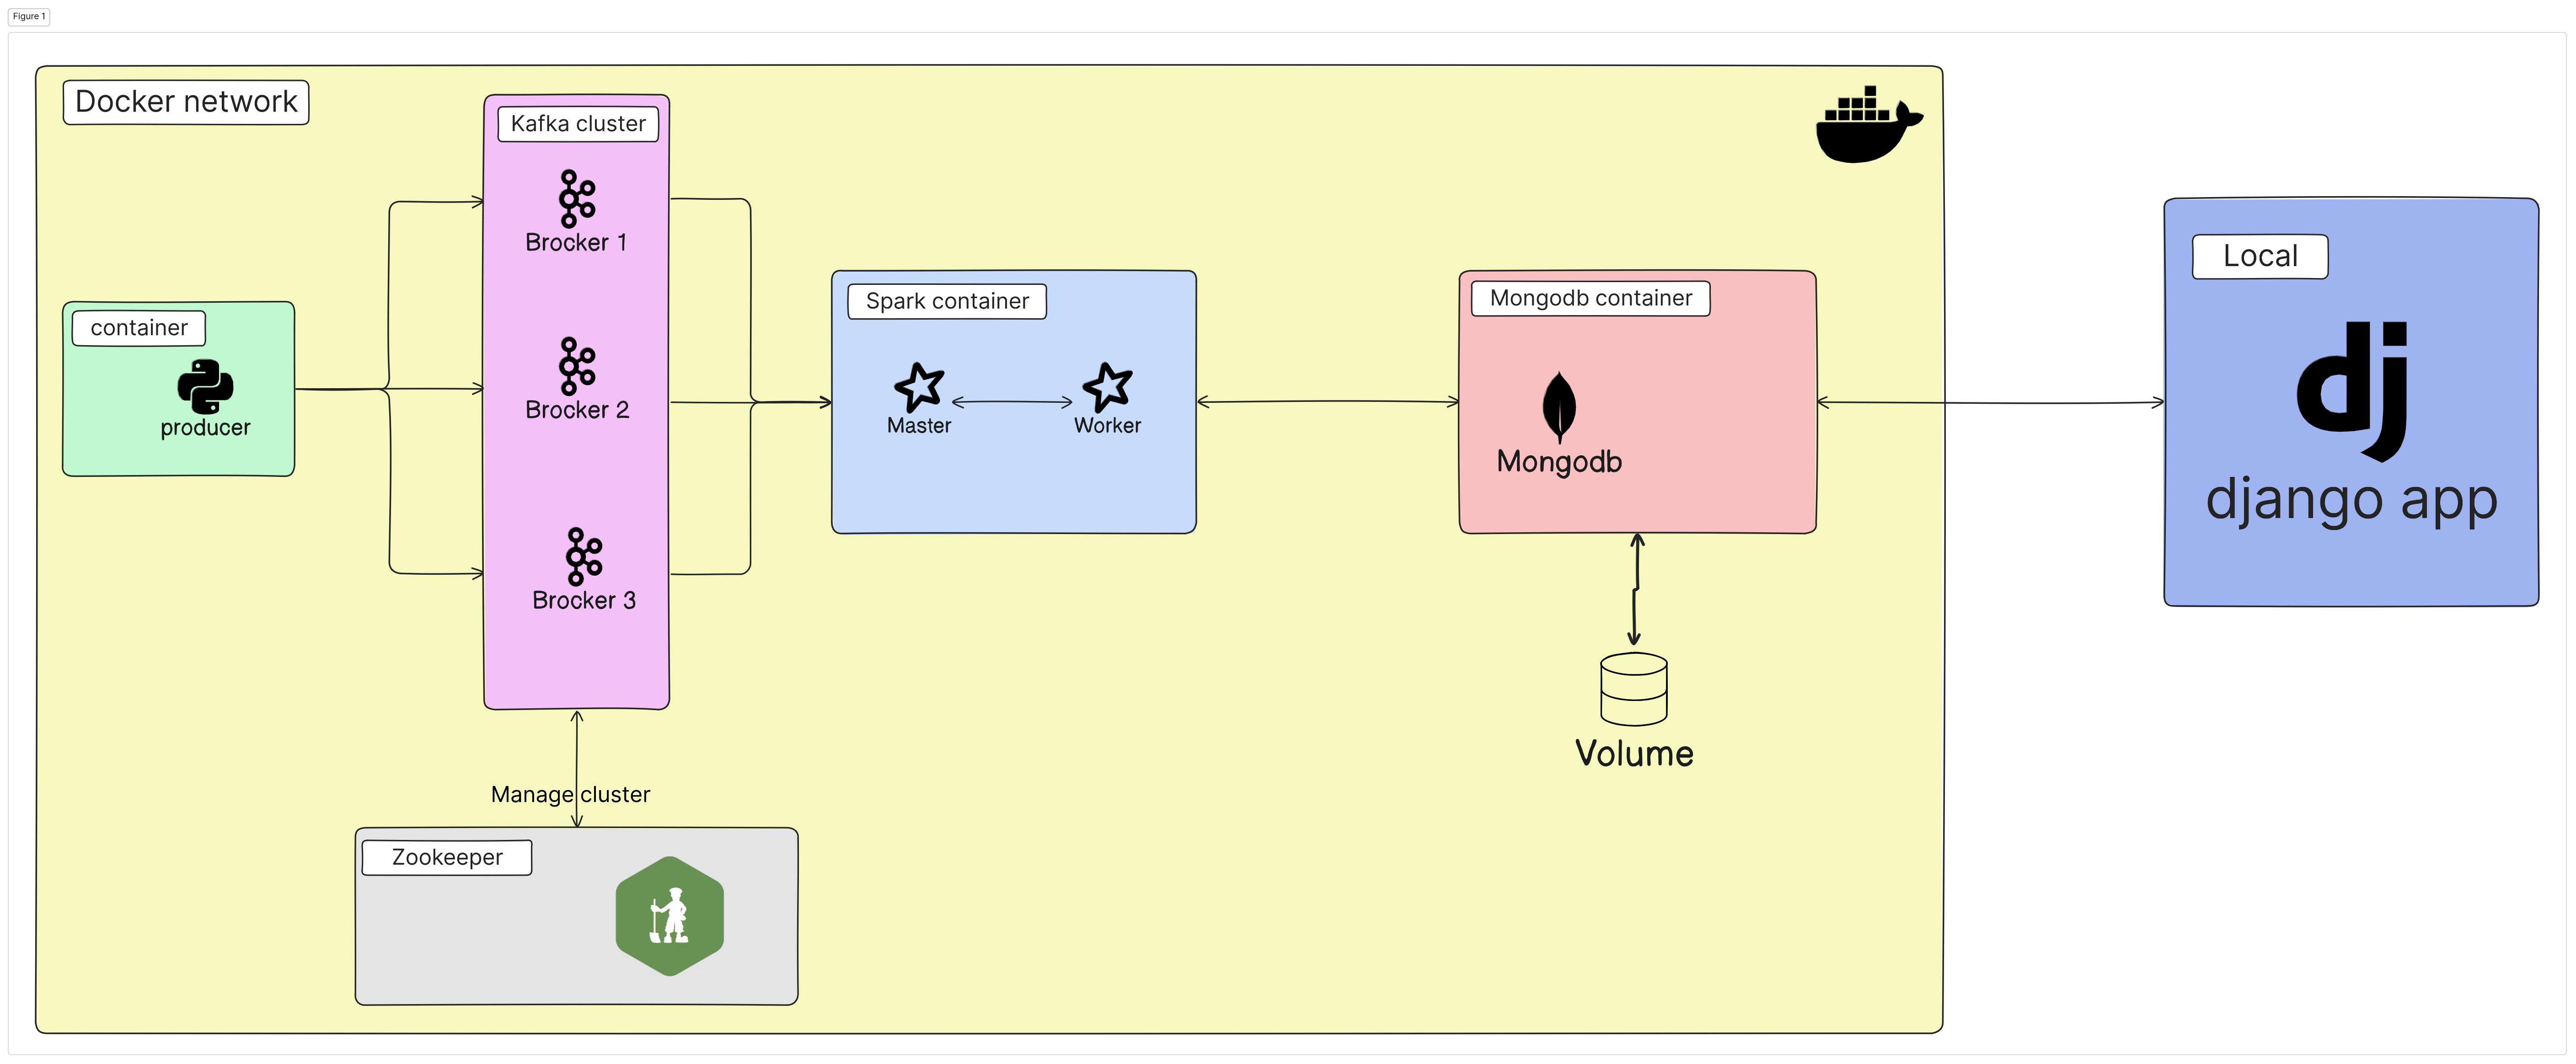 Figure 1
Docker network
Kafka cluster
Brocker 1
Brocker 2
Brocker 3
container
producer
Spark container
Master
Worker
Mongodb container
Mongodb
Volume
Manage cluster
Zookeeper
Local
dj
django app